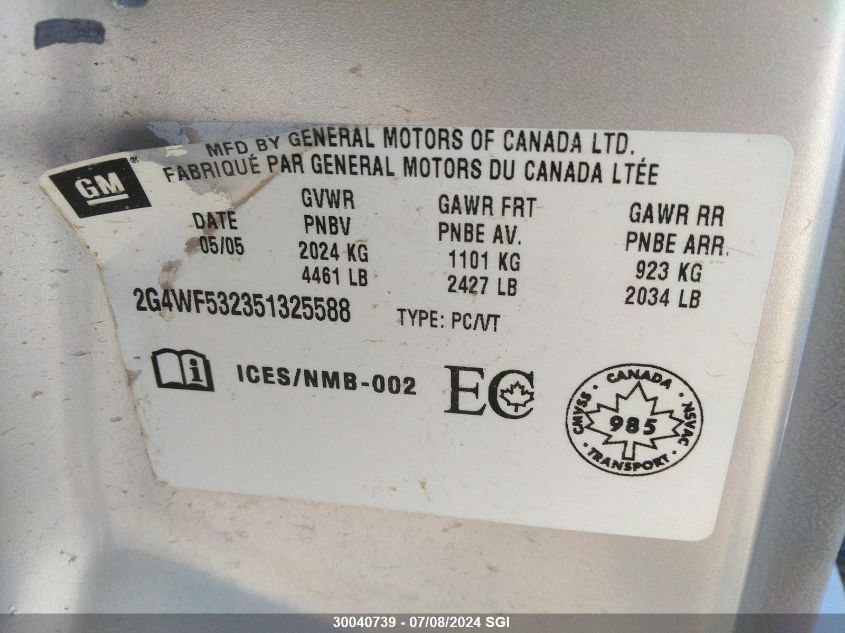 MFD BY GENERAL MOTORS OF CANADA LTD.
FABRIQUÉ PAR GENERAL MOTORS DU CANADA LTÉE
GM®
DATE
05/05
GVWR
PNBV
2024 KG
4461 LB
GAWR FRT
PNBE AV.
1101 KG
2427 LB
GAWR RR
PNBE ARR.
923 KG
2034 LB
2G4WF532351325588 TYPE: PC/VT
i ICES/NMB-002 EC
CANADA
CMVSS 985 NSVAC
TRANSPORT
30040739 - 07/08/2024 SGI